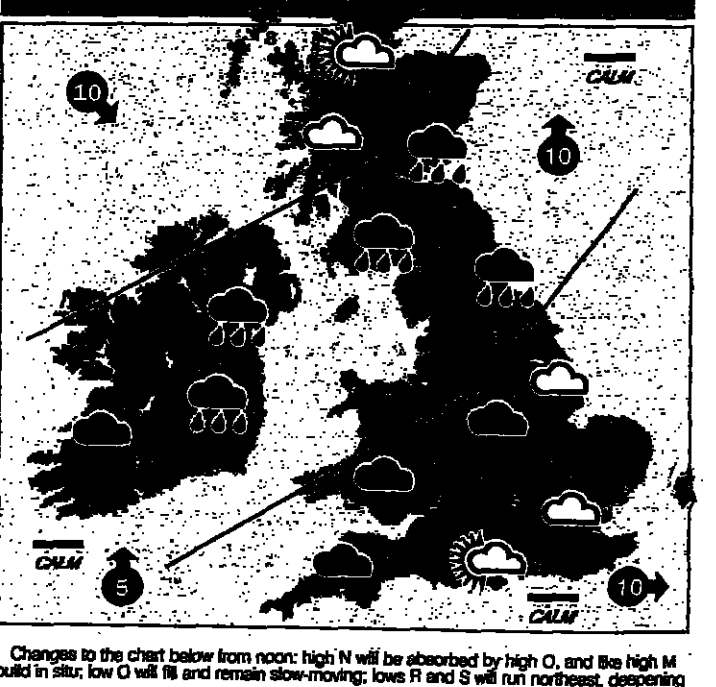 10
CALM
10
CALM
5
CALM
10
Changes to the chart below from noon: high N will be absorbed by high O, and like high M
build in situ; low O will fill and remain slow-moving; lows R and S will run northeast, deepening